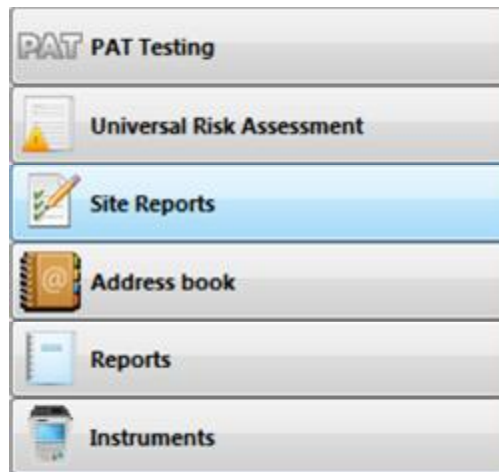 PAT PAT Testing
Universal Risk Assessment
Site Reports
@ Address book
Reports
Instruments